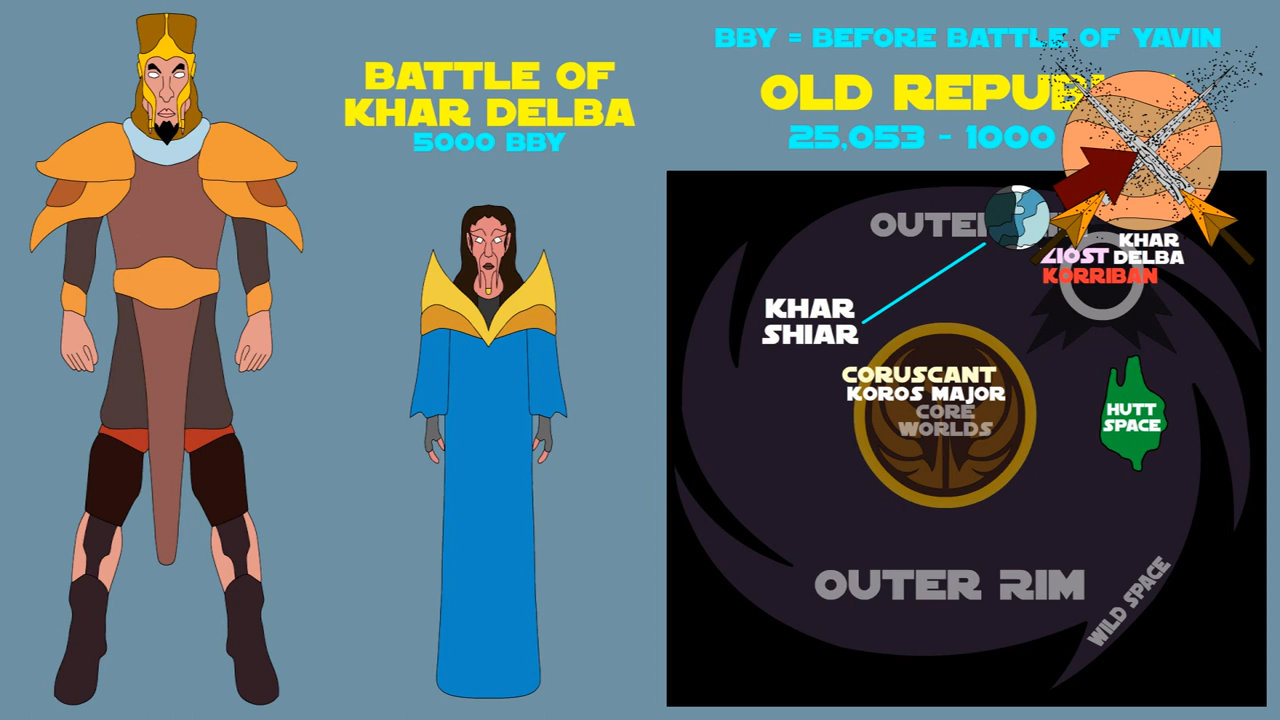 BATTLE OF
KHAR DELBA
5000 BBY
BBY = BEFORE BATTLE OF YAVIN
OLD
25,053 - 1000
OUTER RIM
KHAR
DELBA
ZIOST
KORRIBAN
KHAR
SHIAR
CORUSCANT
KOROS MAJOR
CORE
WORLDS
HUTT
SPACE
WILD SPACE